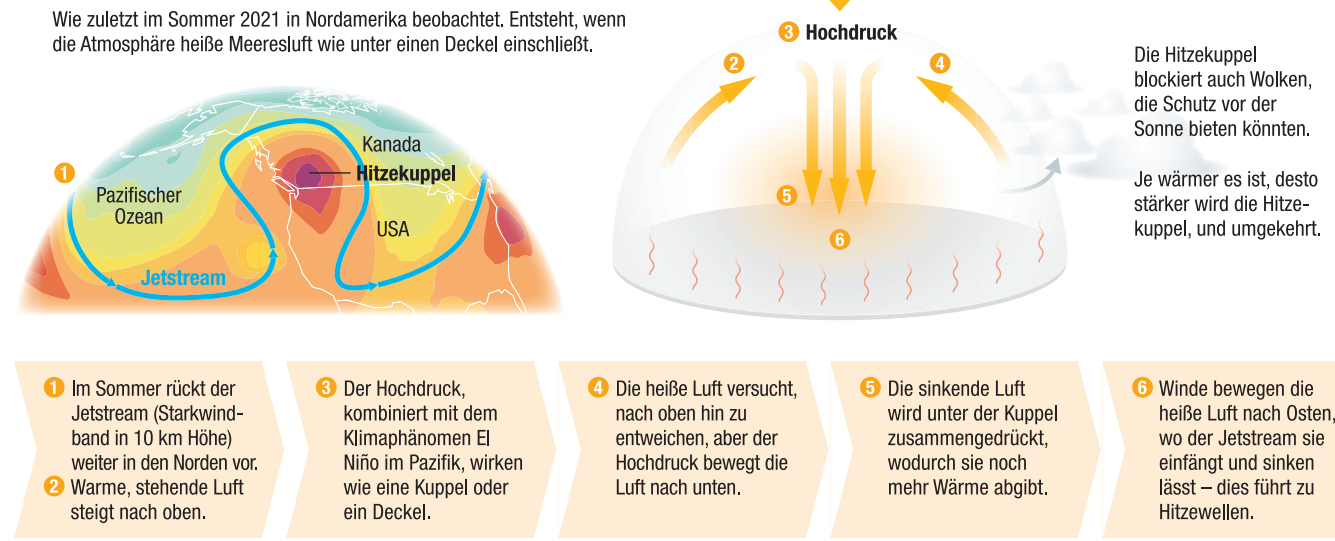 Wie zuletzt im Sommer 2021 in Nordamerika beobachtet. Entsteht, wenn
die Atmosphäre heiße Meeresluft wie unter einen Deckel einschließt.
1
Pazifischer
Ozean
Jetstream
Kanada
Hitzekuppel
USA
3 Hochdruck
2
4
5
6
Die Hitzekuppel
blockiert auch Wolken,
die Schutz vor der
Sonne bieten könnten.
Je wärmer es ist, desto
stärker wird die Hitze-
kuppel, und umgekehrt.
1 Im Sommer rückt der
Jetstream (Starkwind-
band in 10 km Höhe)
weiter in den Norden vor.
2 Warme, stehende Luft
steigt nach oben.
3 Der Hochdruck,
kombiniert mit dem
Klimaphänomen El
Niño im Pazifik, wirken
wie eine Kuppel oder
ein Deckel.
4 Die heiße Luft versucht,
nach oben hin zu
entweichen, aber der
Hochdruck bewegt die
Luft nach unten.
5 Die sinkende Luft
wird unter der Kuppel
zusammengedrückt,
wodurch sie noch
mehr Wärme abgibt.
6 Winde bewegen die
heiße Luft nach Osten,
wo der Jetstream sie
einfängt und sinken
lässt – dies führt zu
Hitzewellen.